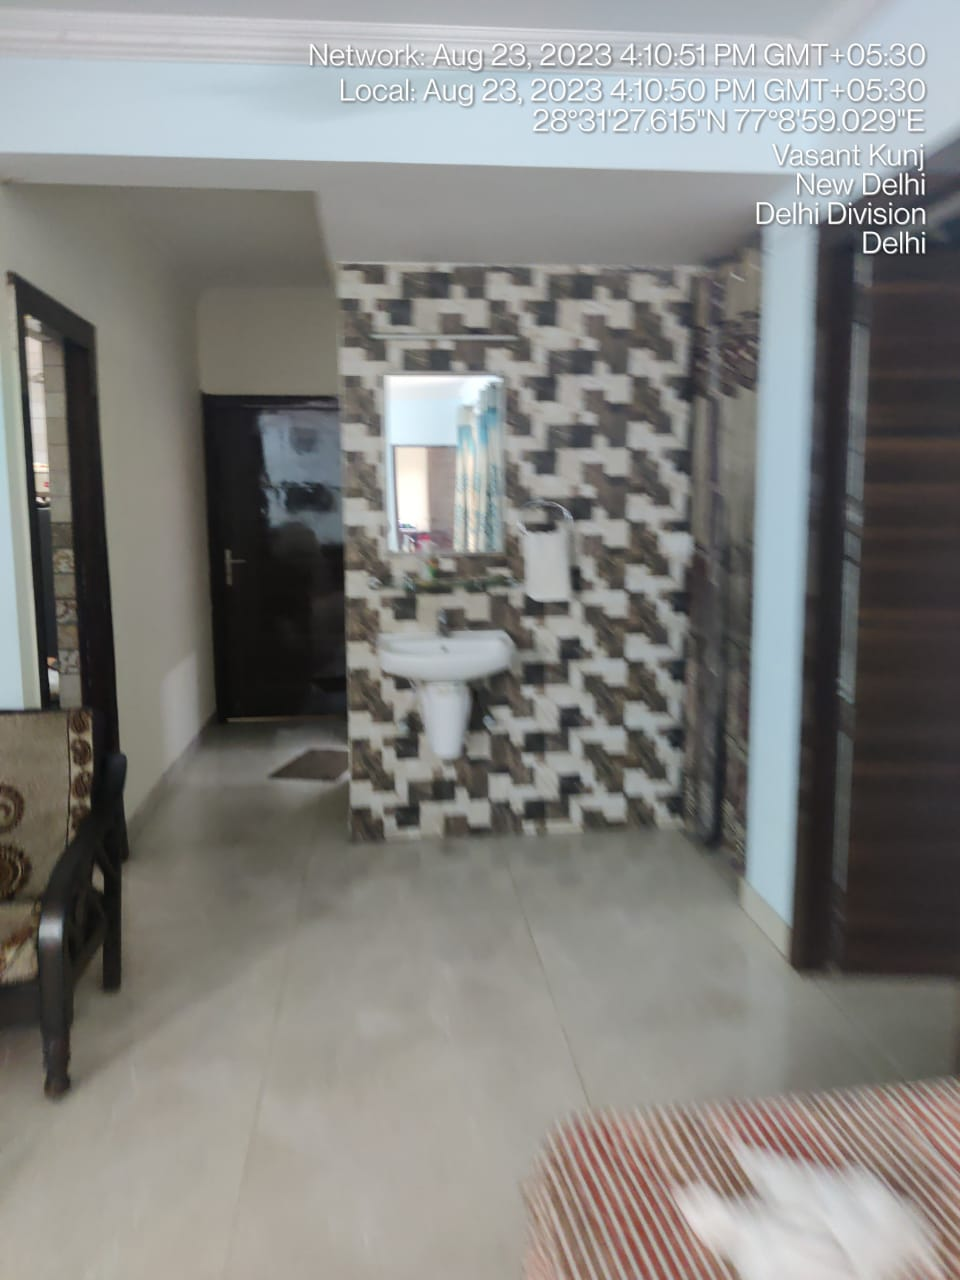 Network: Aug 23, 2023 4:10:51 PM GMT+05:30
Local: Aug 23, 2023 4:10:50 PM GMT+05:30
28°31'27.615"N 77°8'59.029"E
Vasant Kunj
New Delhi
Delhi Division
Delhi